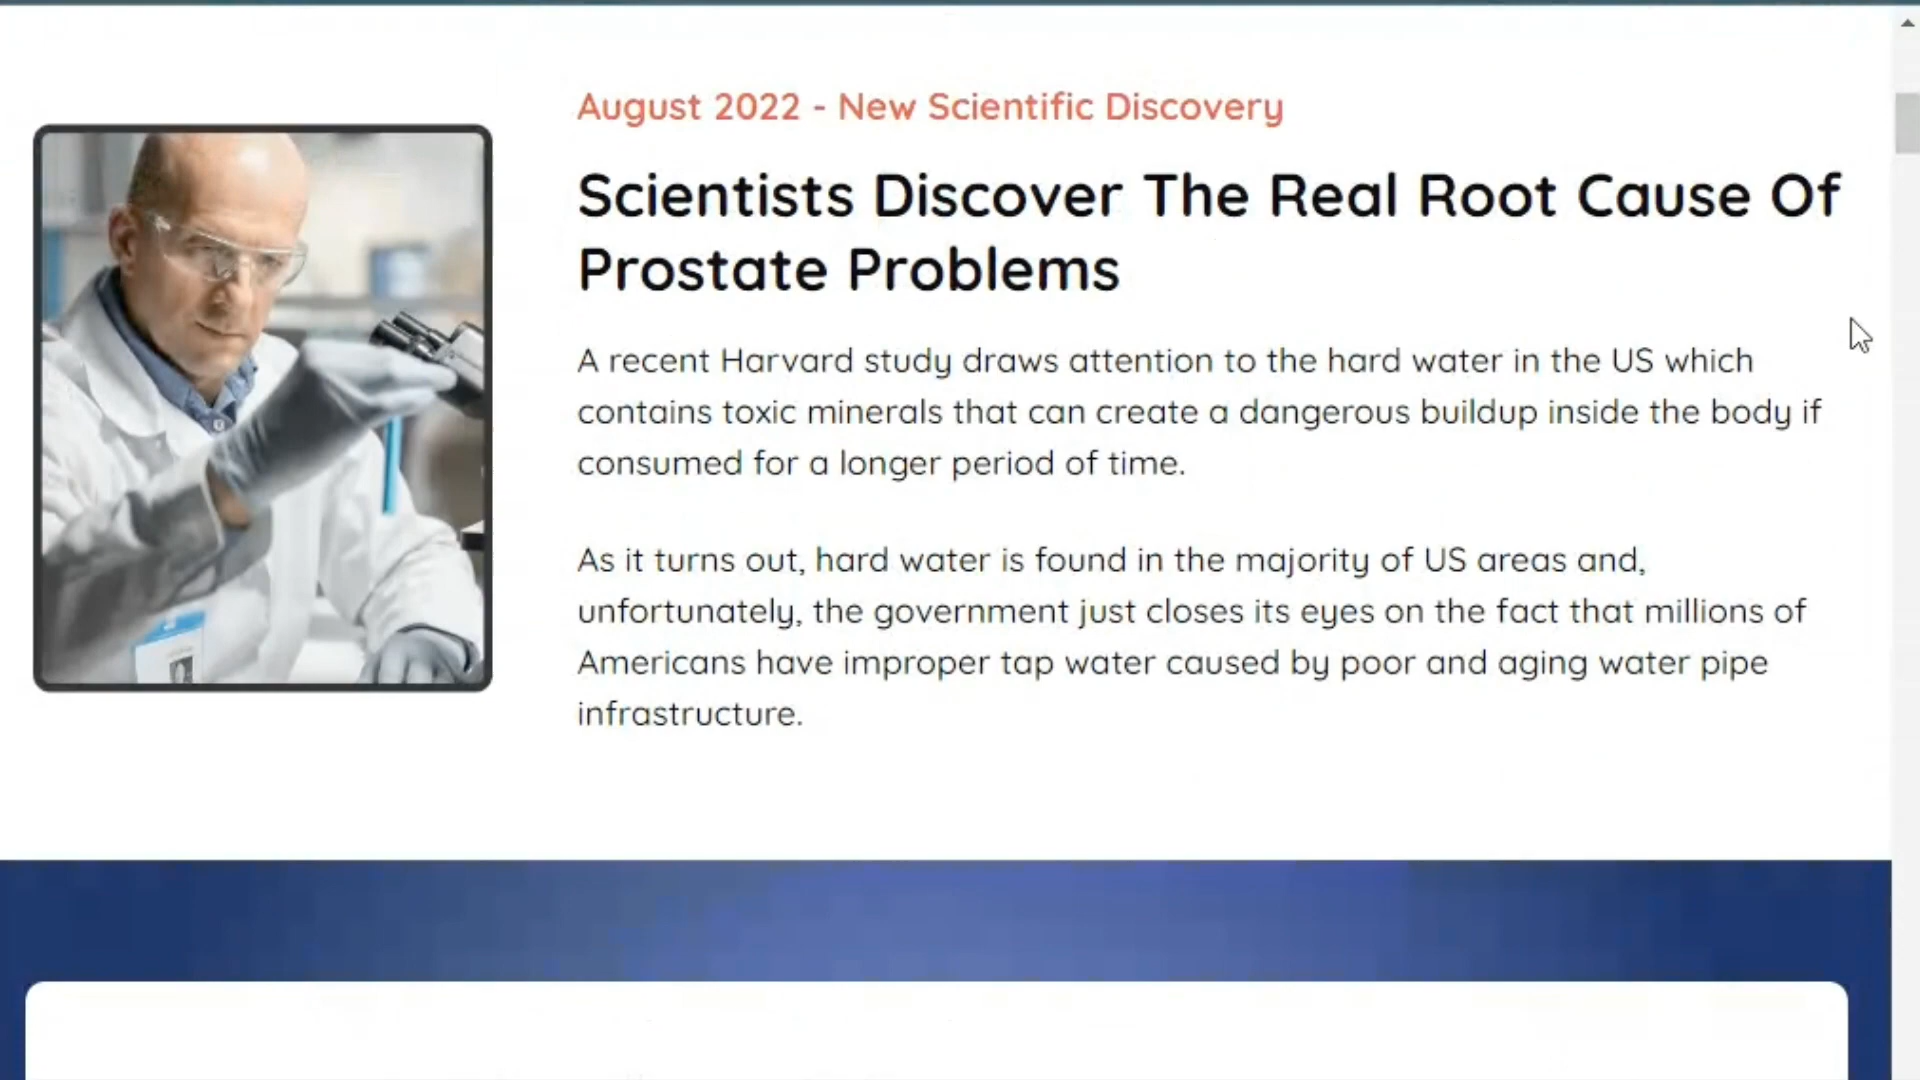 August 2022 - New Scientific Discovery
Scientists Discover The Real Root Cause Of
Prostate Problems
A recent Harvard study draws attention to the hard water in the US which
contains toxic minerals that can create a dangerous buildup inside the body if
consumed for a longer period of time.
As it turns out, hard water is found in the majority of US areas and,
unfortunately, the government just closes its eyes on the fact that millions of
Americans have improper tap water caused by poor and aging water pipe
infrastructure.